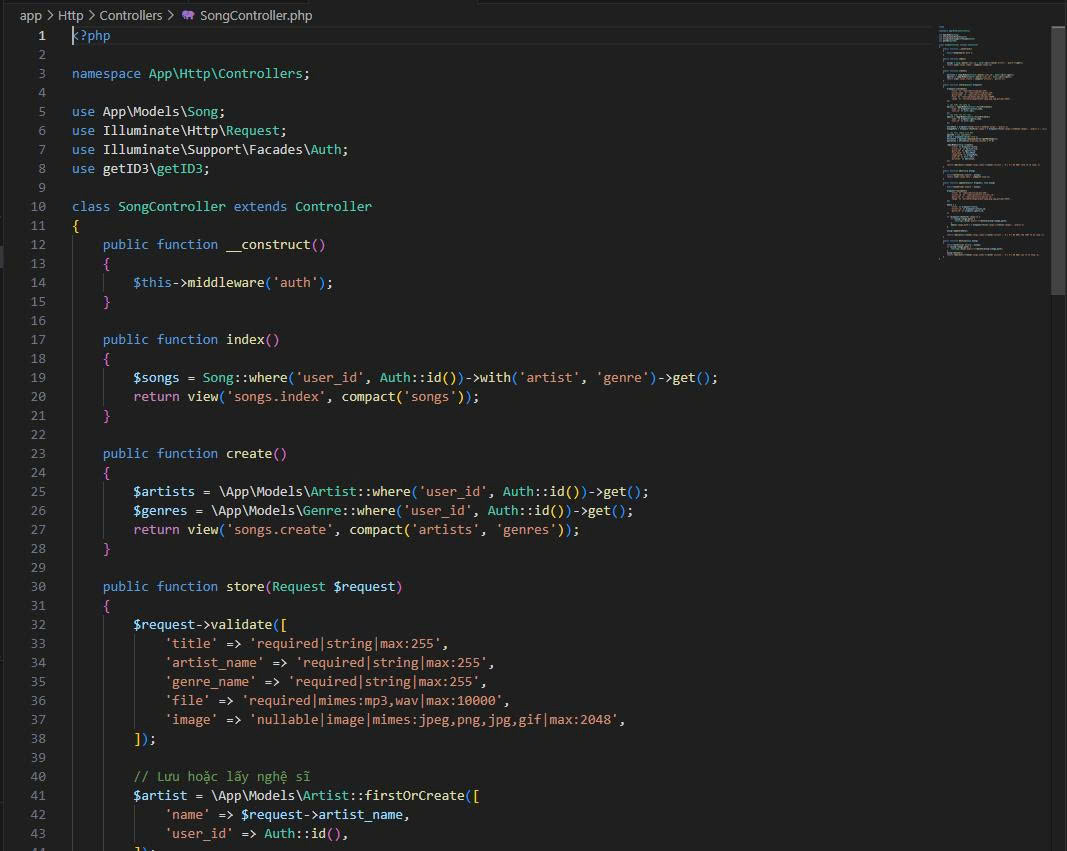 app > Http > Controllers > SongController.php
1 <?php
2
3 namespace App\Http\Controllers;
4
5 use App\Models\Song;
6 use Illuminate\Http\Request;
7 use Illuminate\Support\Facades\Auth;
8 use getID3\getID3;
9
10 class SongController extends Controller
11 {
12     public function __construct()
13     {
14         $this->middleware('auth');
15     }
16
17     public function index()
18     {
19         $songs = Song::where('user_id', Auth::id())->with('artist', 'genre')->get();
20         return view('songs.index', compact('songs'));
21     }
22
23     public function create()
24     {
25         $artists = \App\Models\Artist::where('user_id', Auth::id())->get();
26         $genres = \App\Models\Genre::where('user_id', Auth::id())->get();
27         return view('songs.create', compact('artists', 'genres'));
28     }
29
30     public function store(Request $request)
31     {
32         $request->validate([
33             'title' => 'required|string|max:255',
34             'artist_name' => 'required|string|max:255',
35             'genre_name' => 'required|string|max:255',
36             'file' => 'required|mimes:mp3,wav|max:10000',
37             'image' => 'nullable|image|mimes:jpeg,png,jpg,gif|max:2048',
38         ]);
39
40         // Lưu hoặc lấy nghệ sĩ
41         $artist = \App\Models\Artist::firstOrCreate([
42             'name' => $request->artist_name,
43             'user_id' => Auth::id(),
44         ]);